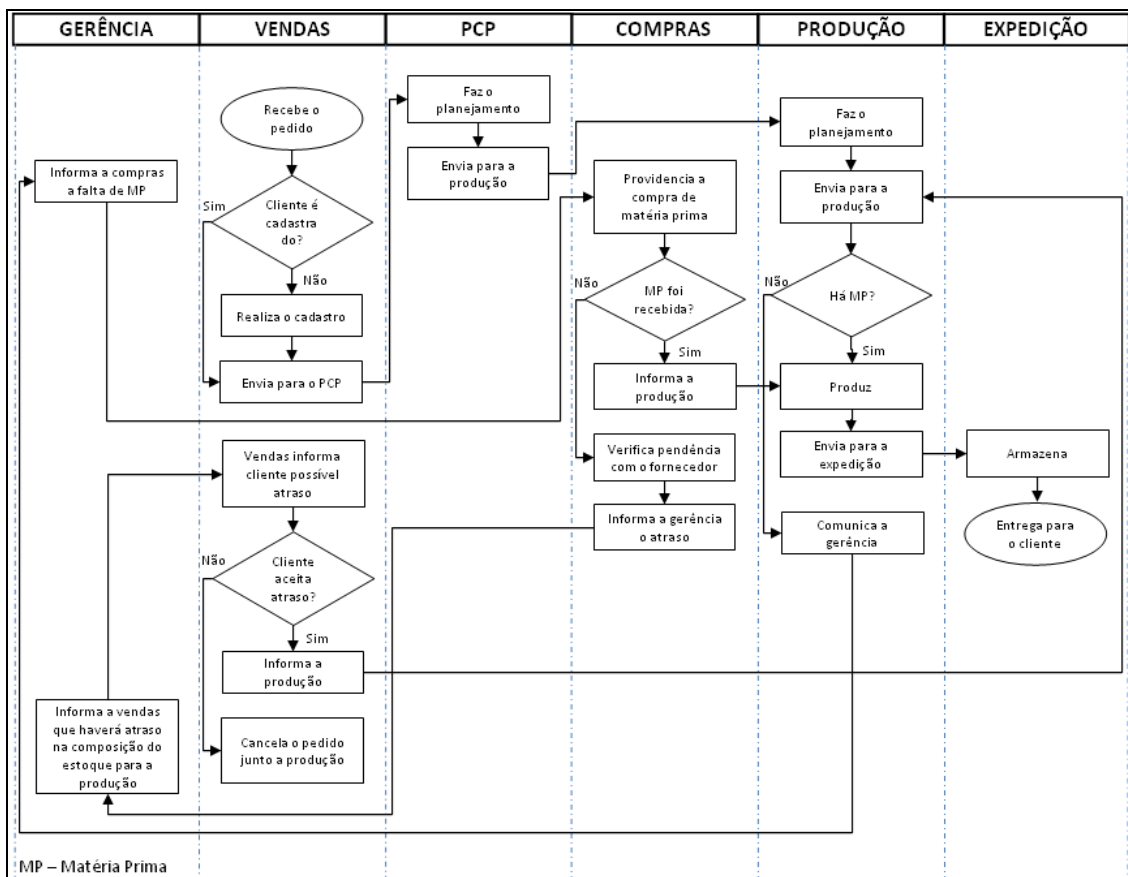 GERÊNCIA
VENDAS
PCP
COMPRAS
PRODUÇÃO
EXPEDIÇÃO
Recebe o
pedido
Sim
Cliente é
cadastra
do?
Não
Realiza o cadastro
Envia para o PCP
Faz o
planejamento
Envia para a
produção
Faz o
planejamento
Envia para a
produção
Não
Há MP?
Sim
Produz
Envia para a
expedição
Armazena
Entrega para
o cliente
Comunica a
gerência
Informa a compras
a falta de MP
Providencia a
compra de
matéria prima
Não
MP foi
recebida?
Sim
Informa a
produção
Verifica pendência
com o fornecedor
Informa a gerência
o atraso
Informa a vendas
que haverá atraso
na composição do
estoque para a
produção
Vendas informa
cliente possível
atraso
Não
Cliente
aceita
atraso?
Sim
Informa a
produção
Cancela o pedido
junto a produção
MP – Matéria Prima